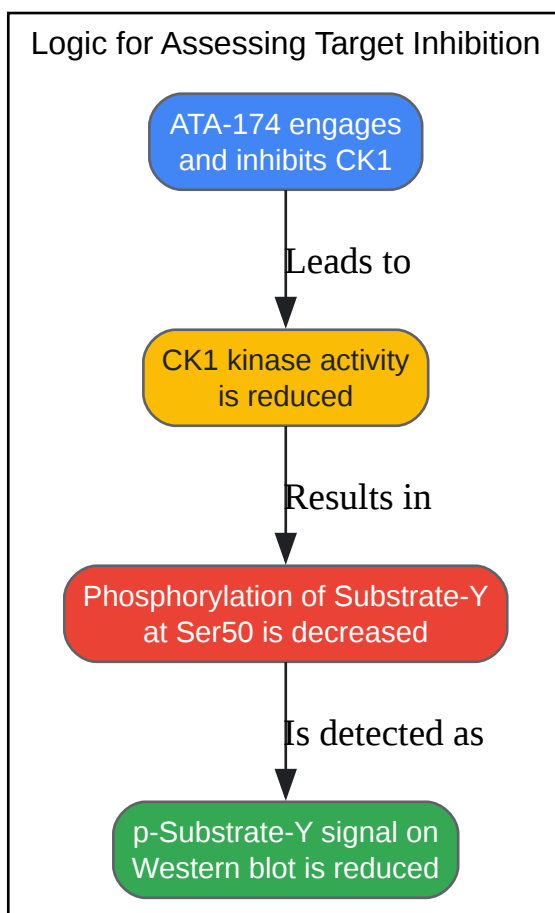 Logic for Assessing Target Inhibition
ATA-174 engages
and inhibits CK1
Leads to
CK1 kinase activity
is reduced
Results in
Phosphorylation of Substrate-Y
at Ser50 is decreased
Is detected as
p-Substrate-Y signal on
Western blot is reduced